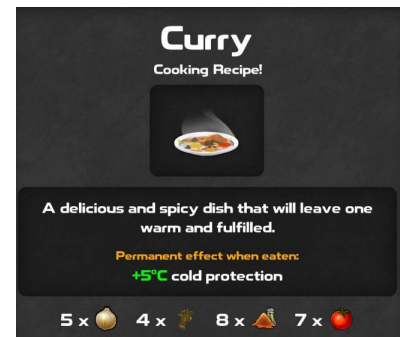 Curry
Cooking Recipe!
A delicious and spicy dish that will leave one
warm and fulfilled.
Permanent effect when eaten:
+5°C cold protection
5 x 4 x 8 x 7 x